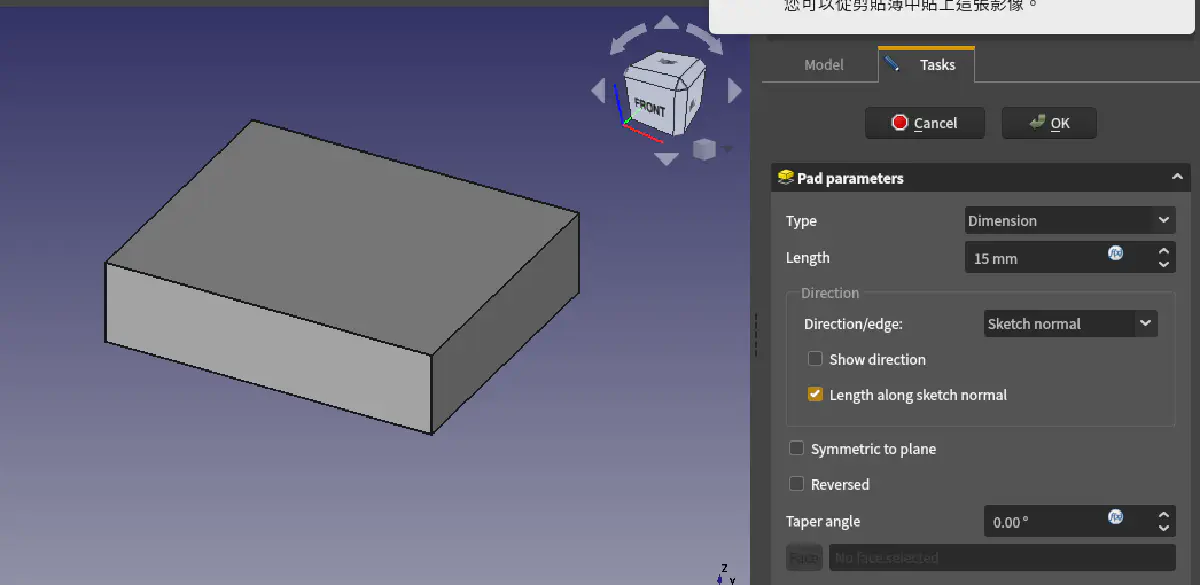 您可以從剪貼簿中貼上這張影像。
Model
Tasks
FRONT
Cancel
OK
Pad parameters
Type
Dimension
Length
15 mm
Direction
Direction/edge:
Sketch normal
Show direction
Length along sketch normal
Symmetric to plane
Reversed
Taper angle
0.00 °
Face
No face selected
Z
Y